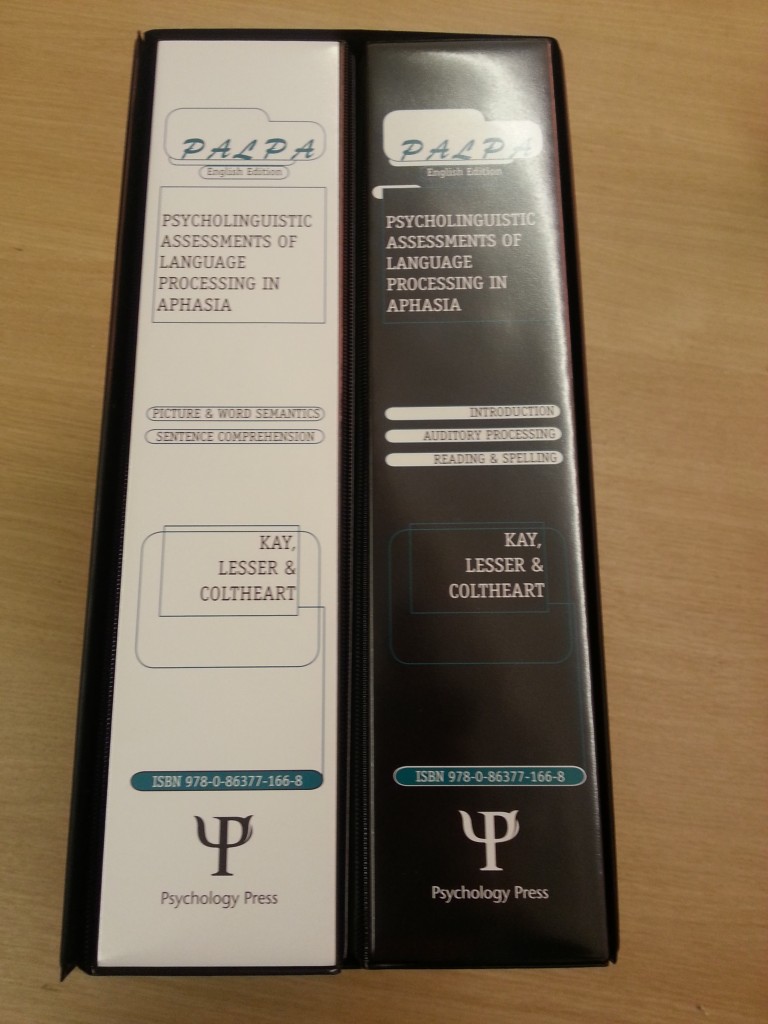 PALPA
English Edition
PSYCHOLINGUISTIC
ASSESSMENTS OF
LANGUAGE
PROCESSING IN
APHASIA
PICTURE & WORD SEMANTICS
SENTENCE COMPREHENSION
KAY,
LESSER &
COLTHEART
ISBN 978-0-86377-166-8
Psychology Press
PALPA
English Edition
PSYCHOLINGUISTIC
ASSESSMENTS OF
LANGUAGE
PROCESSING IN
APHASIA
INTRODUCTION
AUDITORY PROCESSING
READING & SPELLING
KAY,
LESSER &
COLTHEART
ISBN 978-0-86377-166-8
Psychology Press